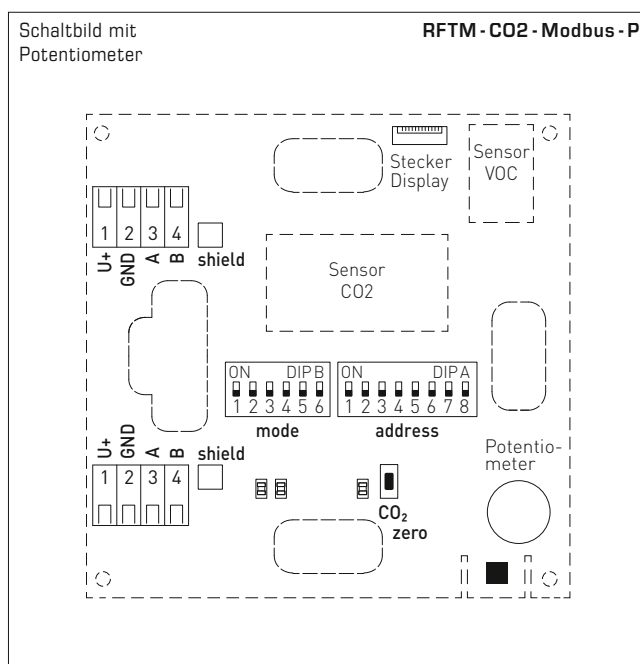 Schaltbild mit
Potentiometer
RFTM - CO2 - Modbus - P
Stecker
Display
Sensor
VOC
1 2 3 4
U+ GND A B shield
Sensor
CO2
ON DIP B
1 2 3 4 5 6
mode
ON DIP A
1 2 3 4 5 6 7 8
address
U+ GND A B shield
1 2 3 4
CO₂
zero
Potentio-
meter